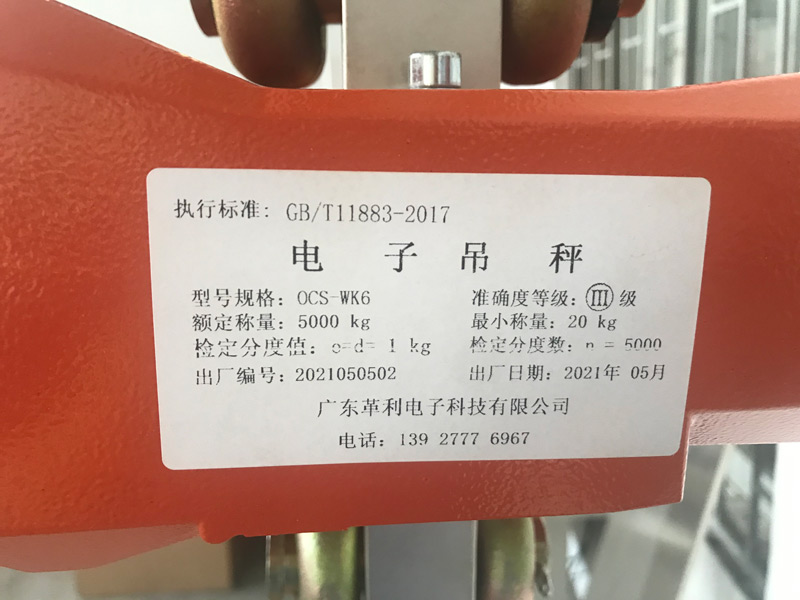 执行标准: GB/T11883-2017
电子吊秤
型号规格: OCS-WK6 准确度等级: Ⅲ 级
额定称量: 5000 kg 最小称量: 20 kg
检定分度值: e=d= 1 kg 检定分度数: n = 5000
出厂编号: 2021050502 出厂日期: 2021年 05月
广东革利电子科技有限公司
电话: 139 2777 6967